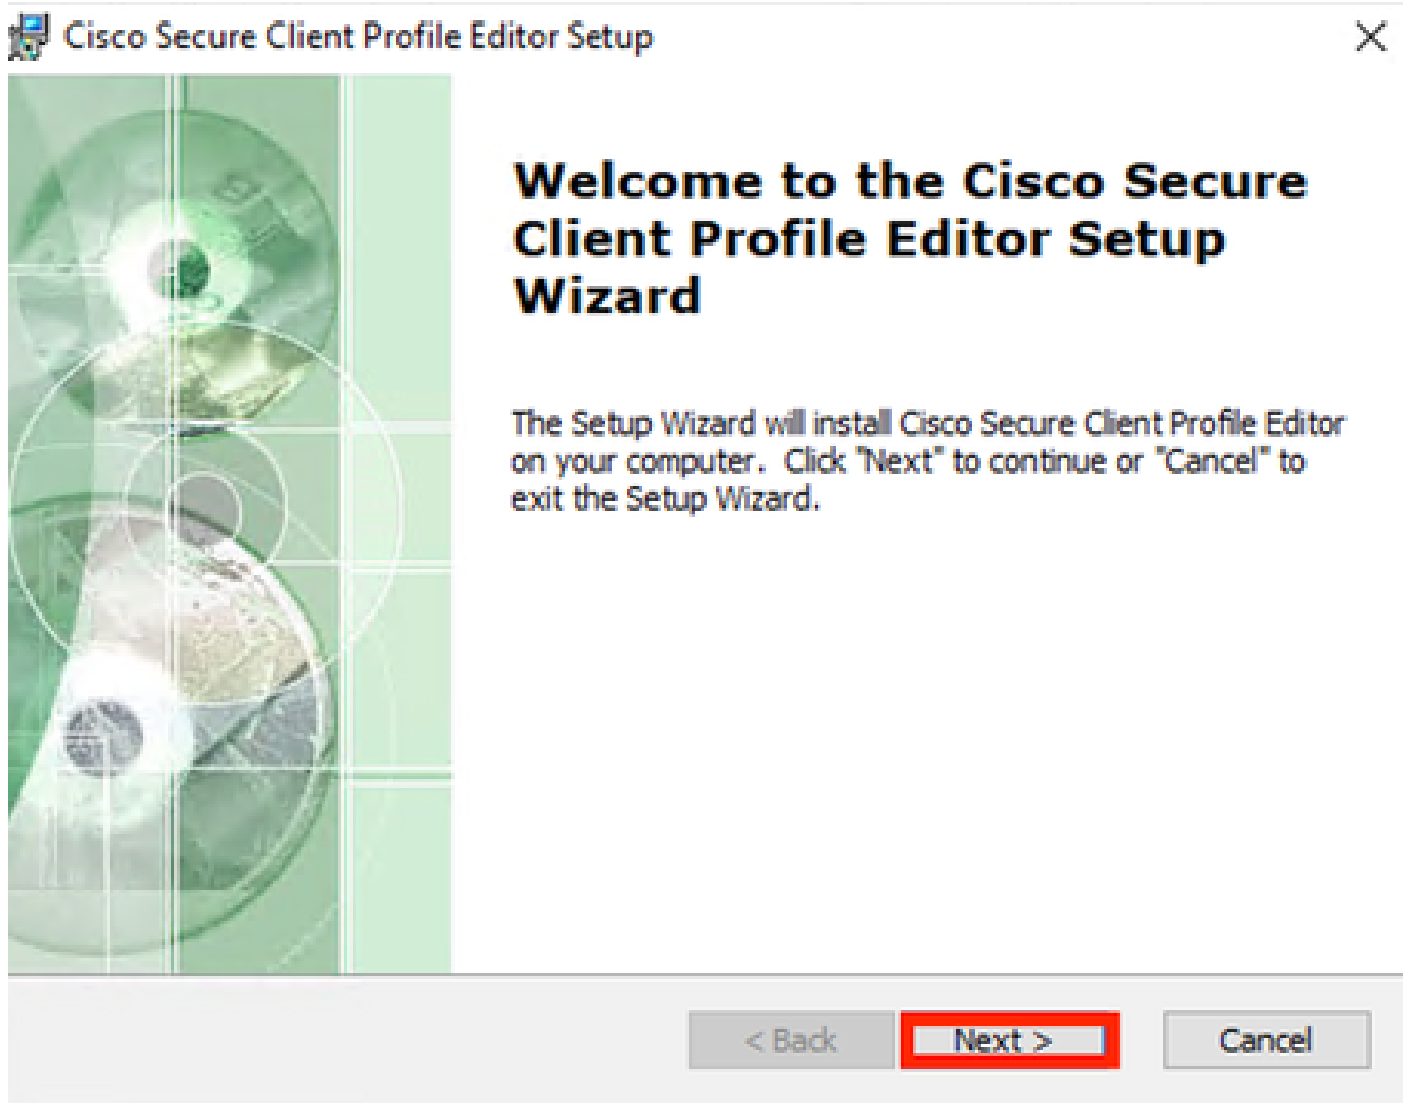 Cisco Secure Client Profile Editor Setup
Welcome to the Cisco Secure
Client Profile Editor Setup
Wizard
The Setup Wizard will install Cisco Secure Client Profile Editor
on your computer.  Click "Next" to continue or "Cancel" to
exit the Setup Wizard.
< Back
Next >
Cancel